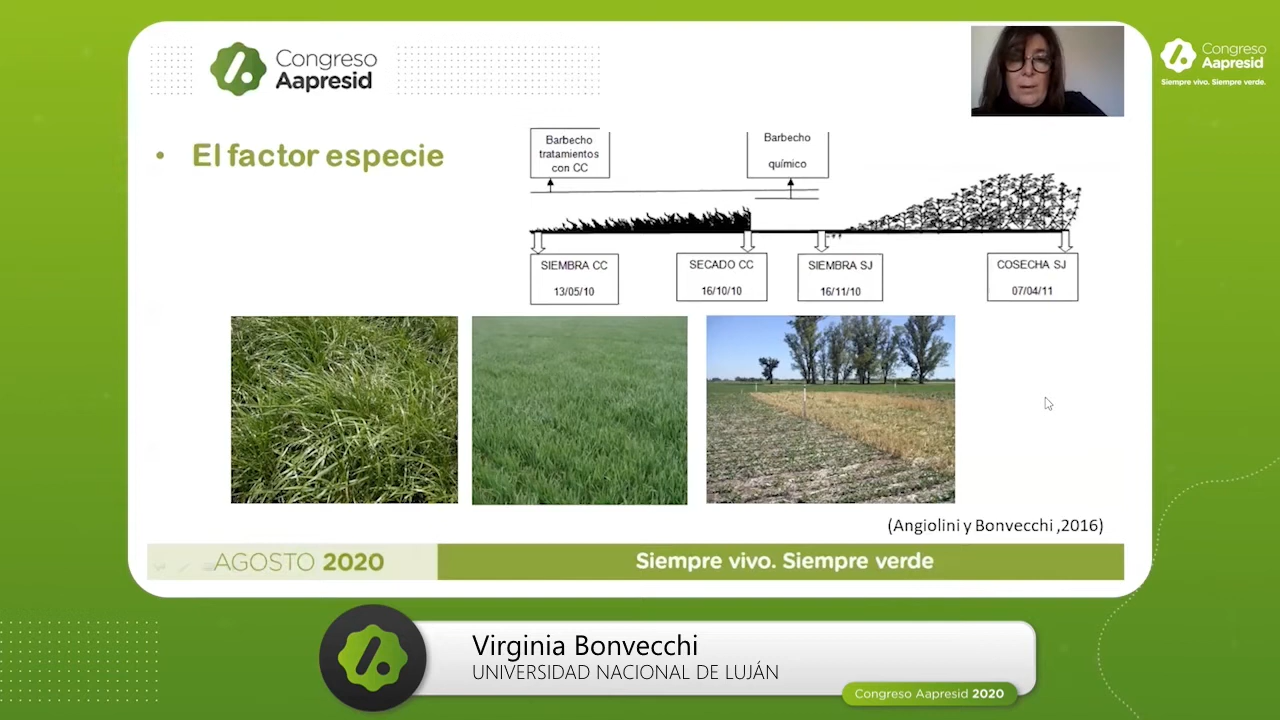 Congreso
Aapresid
Congreso
Aapresid
Siempre vivo. Siempre verde.
• El factor especie
Barbecho
tratamientos
con CC
Barbecho
químico
SIEMBRA CC
13/05/10
SECADO CC
16/10/10
SIEMBRA SJ
16/11/10
COSECHA SJ
07/04/11
(Angiolini y Bonvecchi ,2016)
AGOSTO 2020
Siempre vivo. Siempre verde
Virginia Bonvecchi
UNIVERSIDAD NACIONAL DE LUJÁN
Congreso Aapresid 2020